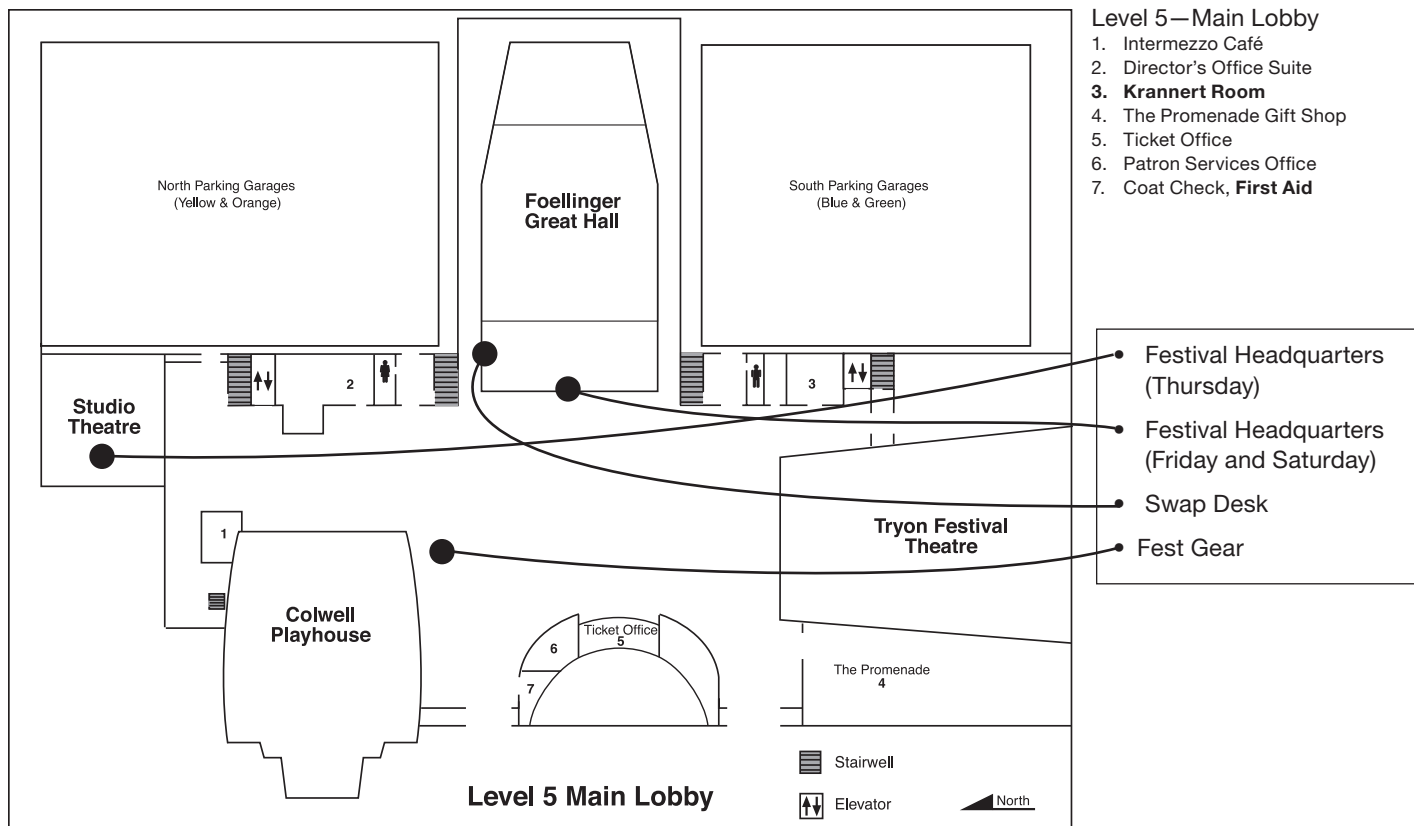 Level 5—Main Lobby
1. Intermezzo Café
2. Director's Office Suite
3. Krannert Room
4. The Promenade Gift Shop
5. Ticket Office
6. Patron Services Office
7. Coat Check, First Aid
North Parking Garages
(Yellow & Orange)
Foellinger
Great Hall
South Parking Garages
(Blue & Green)
2
3
Studio
Theatre
Festival Headquarters
(Thursday)
Festival Headquarters
(Friday and Saturday)
Swap Desk
Fest Gear
1
Tryon Festival
Theatre
Colwell
Playhouse
Ticket Office
5
6
7
The Promenade
4
Stairwell
Elevator
North
Level 5 Main Lobby